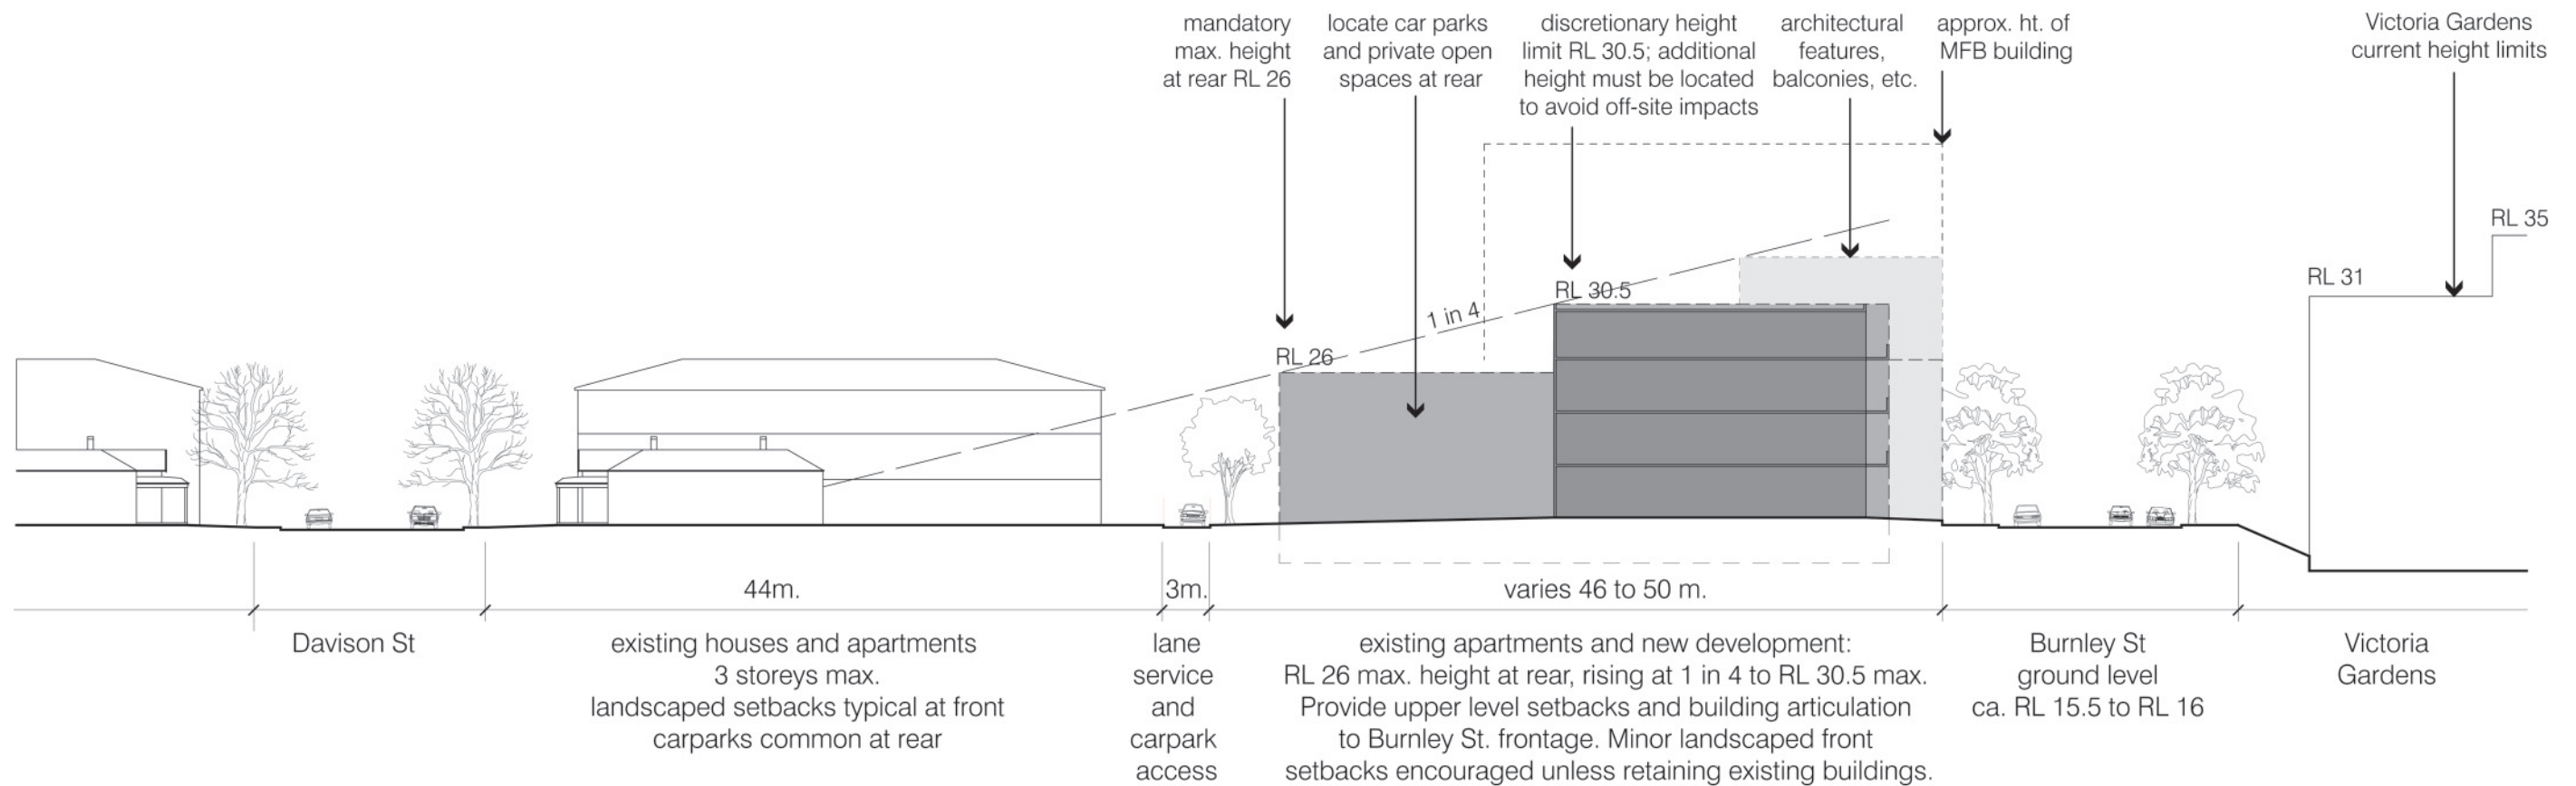 mandatory
max. height
at rear RL 26
locate car parks
and private open
spaces at rear
discretionary height
limit RL 30.5; additional
height must be located
to avoid off-site impacts
architectural
features,
balconies, etc.
approx. ht. of
MFB building
Victoria Gardens
current height limits
RL 35
RL 31
RL 30.5
1 in 4
RL 26
44m.
3m.
varies 46 to 50 m.
Davison St
existing houses and apartments
3 storeys max.
landscaped setbacks typical at front
carparks common at rear
lane
service
and
carpark
access
existing apartments and new development:
RL 26 max. height at rear, rising at 1 in 4 to RL 30.5 max.
Provide upper level setbacks and building articulation
to Burnley St. frontage. Minor landscaped front
setbacks encouraged unless retaining existing buildings.
Burnley St
ground level
ca. RL 15.5 to RL 16
Victoria
Gardens